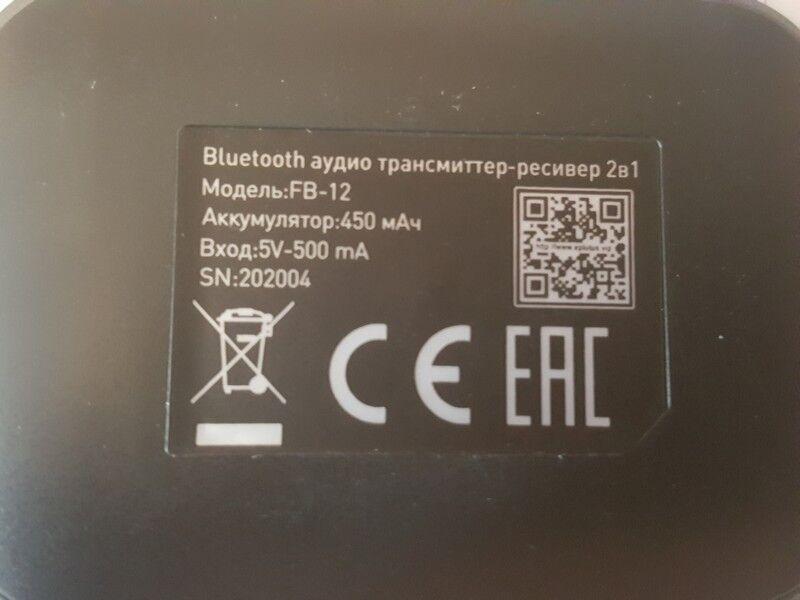 Bluetooth аудио трансмиттер-ресивер 2в1
Модель:FB-12
Аккумулятор:450 мАч
Вход:5V-500 mA
SN:202004
CE EAC